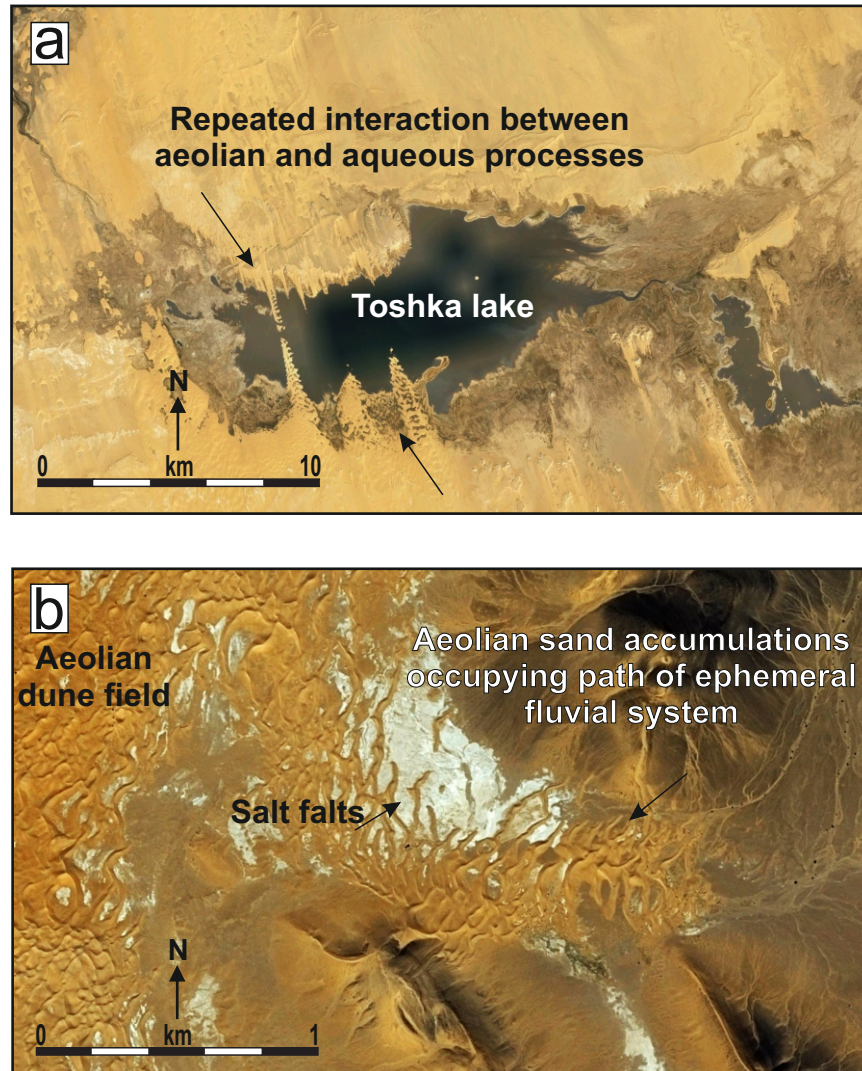 a
Repeated interaction between
aeolian and aqueous processes
Toshka lake
N
0 km 10
b
Aeolian
dune field
Aeolian sand accumulations
occupying path of ephemeral
fluvial system
Salt falts
N
0 km 1